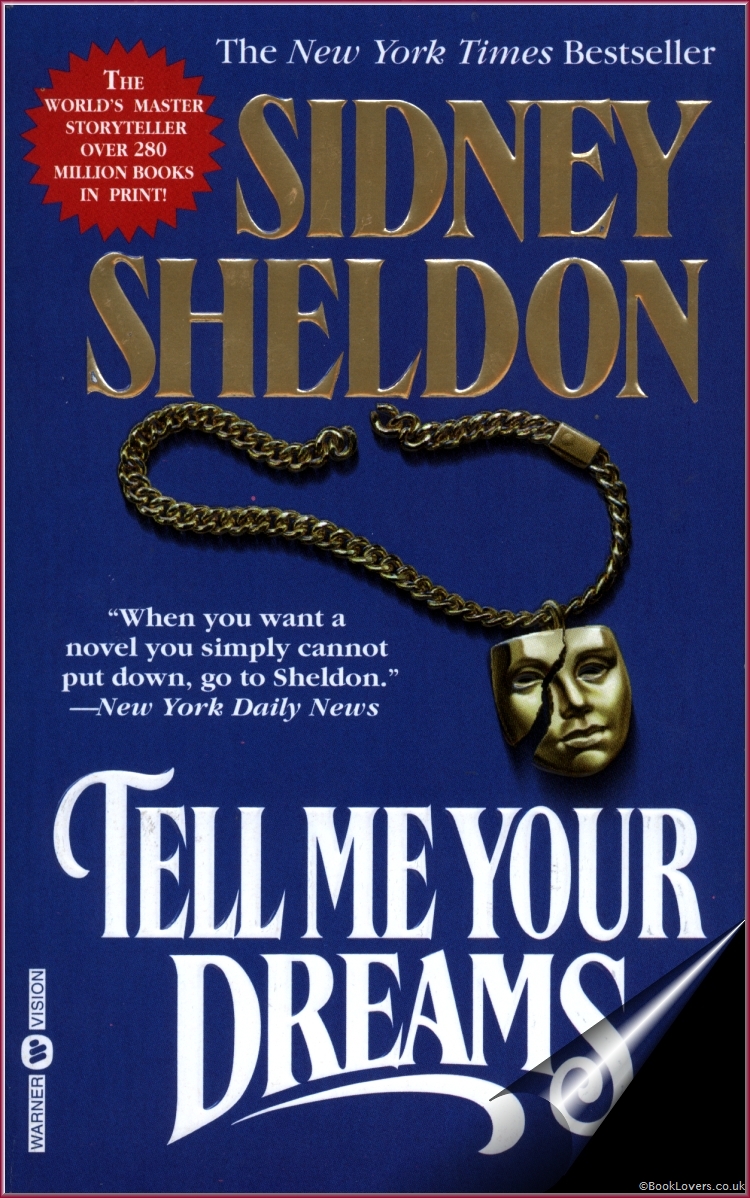 The New York Times Bestseller
THE
WORLD'S MASTER
STORYTELLER
OVER 280
MILLION BOOKS
IN PRINT!
SIDNEY
SHELDON
“When you want a
novel you simply cannot
put down, go to Sheldon.”
—New York Daily News
TELL ME YOUR
DREAMS
WARNER W VISION
©BookLovers.co.uk